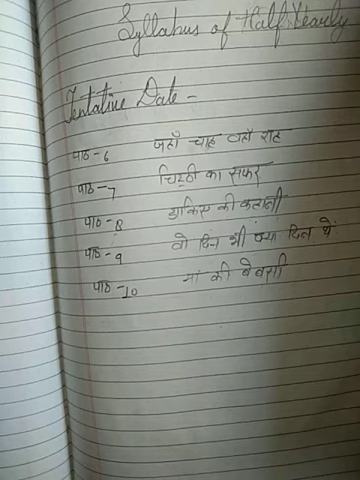 Syllabus of Half Yearly
Tentative Date -
पाठ-6 जहाँ चाह वहाँ राह
पाठ-7 चिट्ठी का सफर
पाठ-8 डाकिए की कहानी
पाठ-9 वो दिन भी क्या दिन थे
पाठ-10 मां की बेबसी